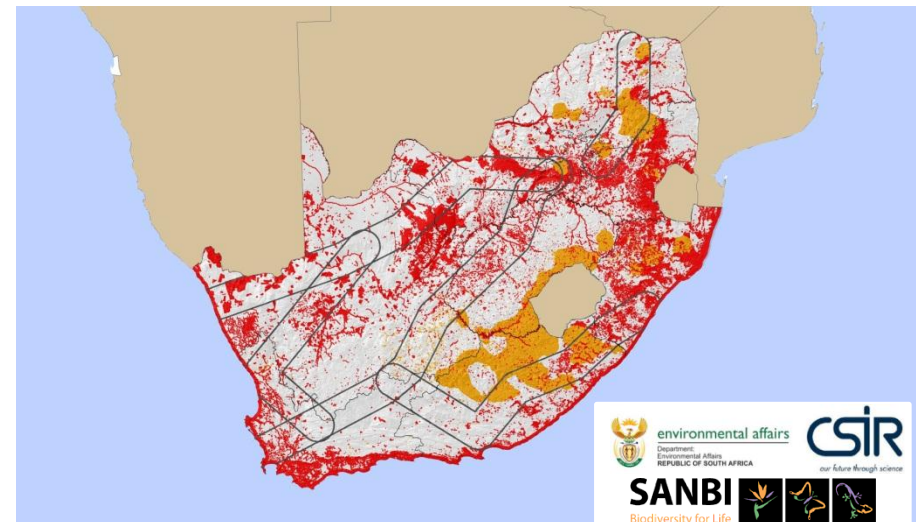 environmental affairs
Department:
Environmental Affairs
REPUBLIC OF SOUTH AFRICA
CSIR
our future through science
SANBI
Biodiversity for Life